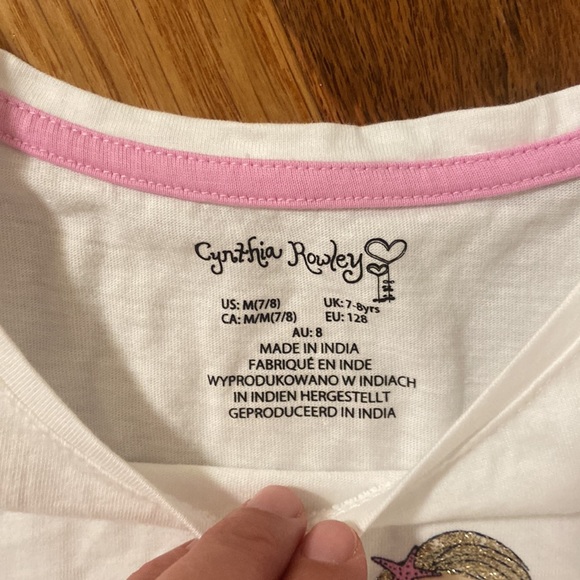 Cynthia Rowley
US: M(7/8) UK: 7-8yrs
CA: M/M(7/8) EU: 128
AU: 8
MADE IN INDIA
FABRIQUÉ EN INDE
WYPRODUKOWANO W INDIACH
IN INDIEN HERGESTELLT
GEPRODUCEERD IN INDIA